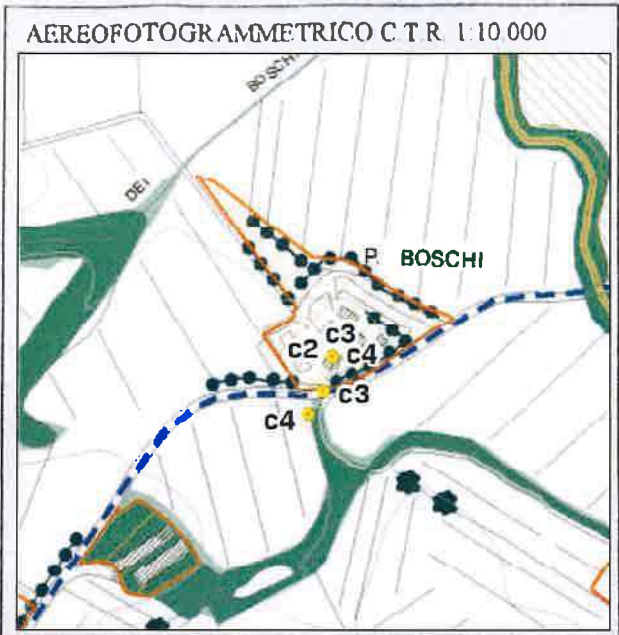 AEREOFOTOGRAMMETRICO C.T.R. 1:10.000
BOSCHI
DEI
P. BOSCHI
c3
c2
c4
c3
c4